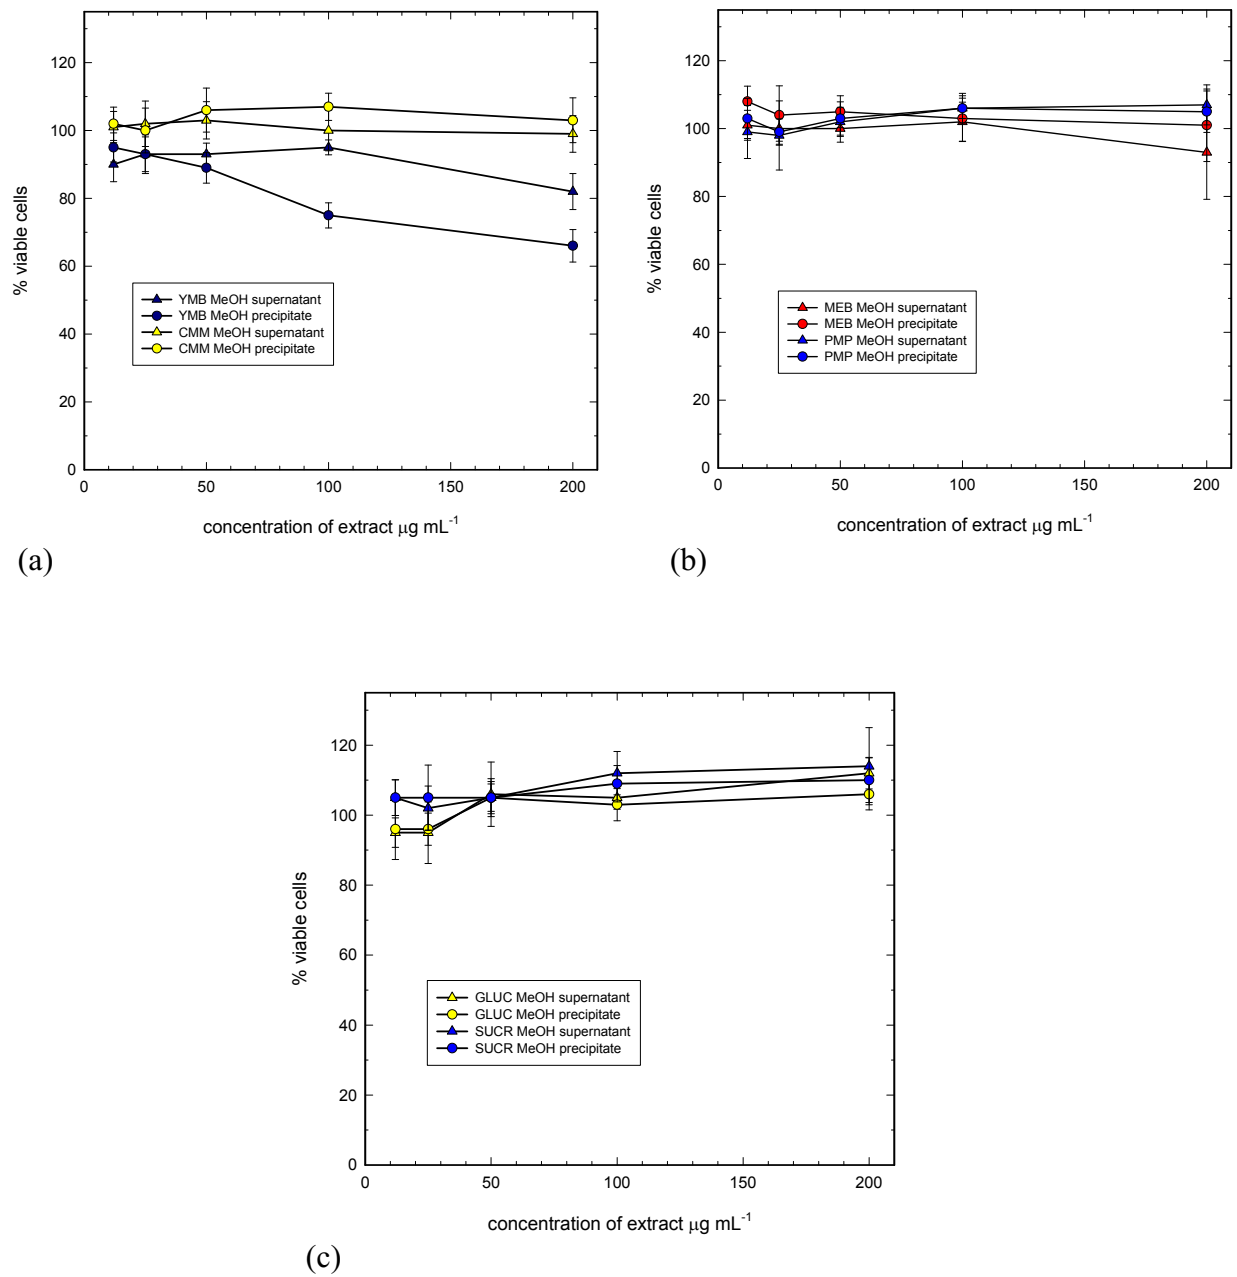 120
100
80
60
40
20
0
% viable cells
0 50 100 150 200
concentration of extract μg mL-1
YMB MeOH supernatant
YMB MeOH precipitate
CMM MeOH supernatant
CMM MeOH precipitate
(a)
120
100
80
60
40
20
0
% viable cells
0 50 100 150 200
concentration of extract μg mL-1
MEB MeOH supernatant
MEB MeOH precipitate
PMP MeOH supernatant
PMP MeOH precipitate
(b)
120
100
80
60
40
20
0
% viable cells
0 50 100 150 200
concentration of extract μg mL-1
GLUC MeOH supernatant
GLUC MeOH precipitate
SUCR MeOH supernatant
SUCR MeOH precipitate
(c)